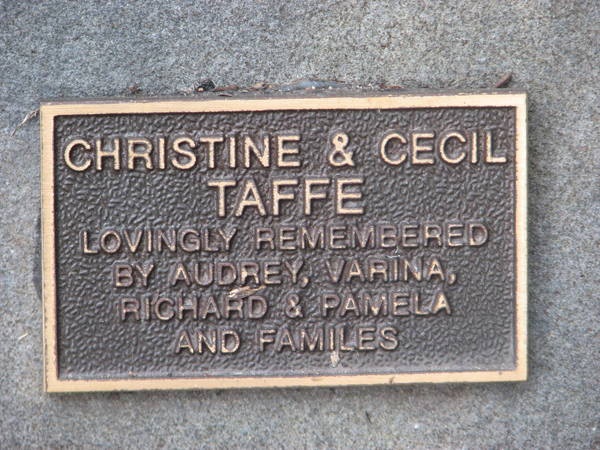 CHRISTINE & CECIL
TAFFE
LOVINGLY REMEMBERED
BY AUDREY, VARINA,
RICHARD & PAMELA
AND FAMILES